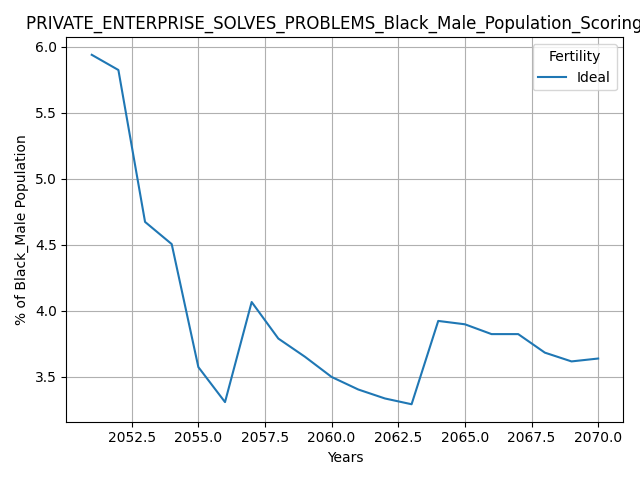 PRIVATE_ENTERPRISE_SOLVES_PROBLEMS_Black_Male_Population_Scoring
Fertility
Ideal
6.0
5.5
5.0
4.5
4.0
3.5
% of Black_Male Population
2052.5 2055.0 2057.5 2060.0 2062.5 2065.0 2067.5 2070.0
Years